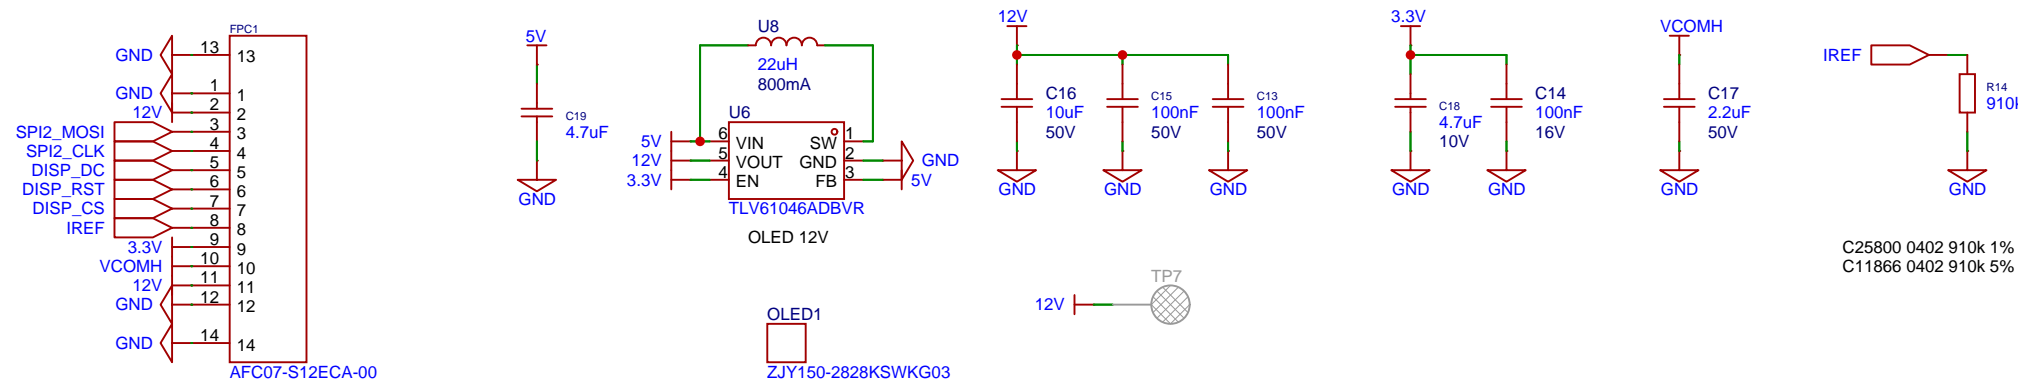 FPC1
GND 13 13
GND 1 1
12V 2 2
SPI2_MOSI 3 3
SPI2_CLK 4 4
DISP_DC 5 5
DISP_RST 6 6
DISP_CS 7 7
IREF 8 8
3.3V 9 9
VCOMH 10 10
12V 11 11
GND 12 12
GND 14 14
AFC07-S12ECA-00
5V
C19
4.7uF
GND
U8
22uH
800mA
U6
5V 6 VIN SW 1
12V 5 VOUT GND 2 GND
3.3V 4 EN FB 3 5V
TLV61046ADBVR
OLED 12V
OLED1
ZJY150-2828KSWKG03
12V
C16
10uF
50V
GND
C15
100nF
50V
GND
C13
100nF
50V
GND
12V
TP7
3.3V
C18
4.7uF
10V
GND
C14
100nF
16V
GND
VCOMH
C17
2.2uF
50V
GND
IREF
R14
GND
C25800 0402 910k 1%
C11866 0402 910k 5%